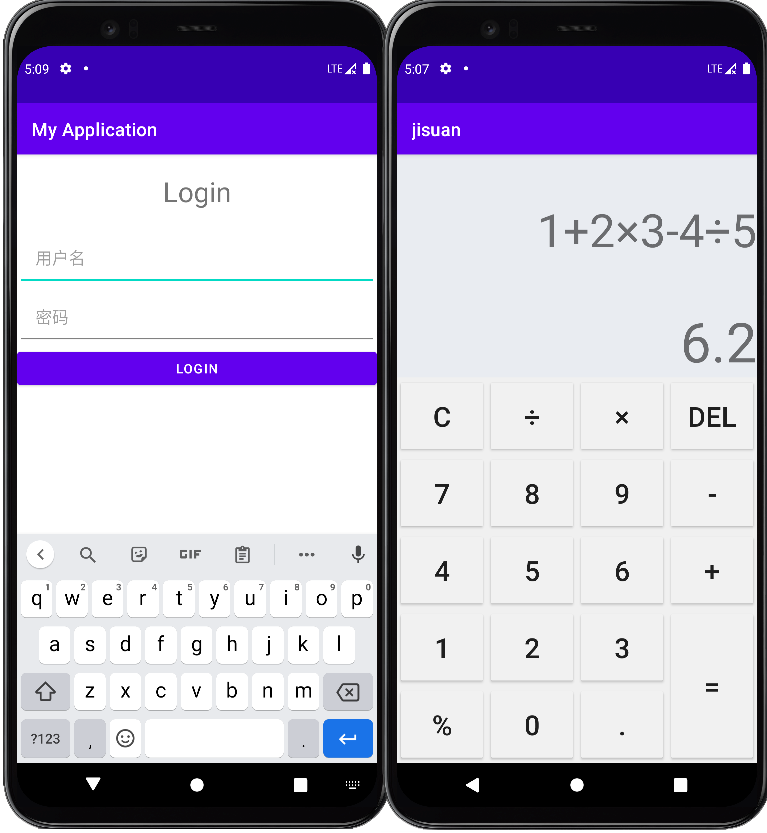 5:09 LTE
My Application
Login
用户名
密码
LOGIN
GIF
q1 w2 e3 r4 t5 y6 u7 i8 o9 p0
a s d f g h j k l
z x c v b n m
?123 , .
5:07 LTE
jisuan
1+2×3-4÷5
6.2
C ÷ × DEL
7 8 9 -
4 5 6 +
1 2 3 =
% 0 .